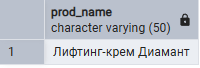 prod_name
character varying (50)
1 Лифтинг-крем Диамант